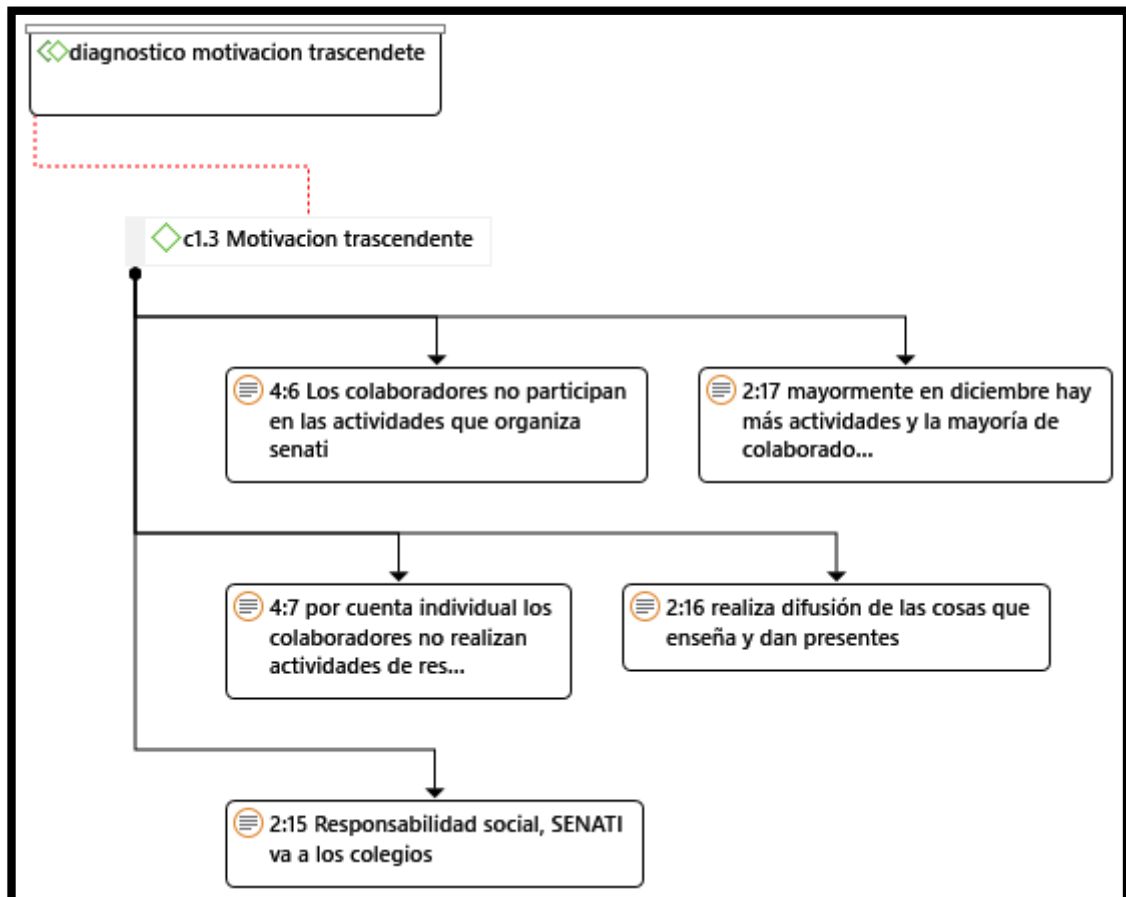 diagnostico motivacion trascendete
c1.3 Motivacion trascendente
4:6 Los colaboradores no participan
en las actividades que organiza
senati
2:17 mayormente en diciembre hay
más actividades y la mayoría de
colaborado...
4:7 por cuenta individual los
colaboradores no realizan
actividades de res...
2:16 realiza difusión de las cosas que
enseña y dan presentes
2:15 Responsabilidad social, SENATI
va a los colegios